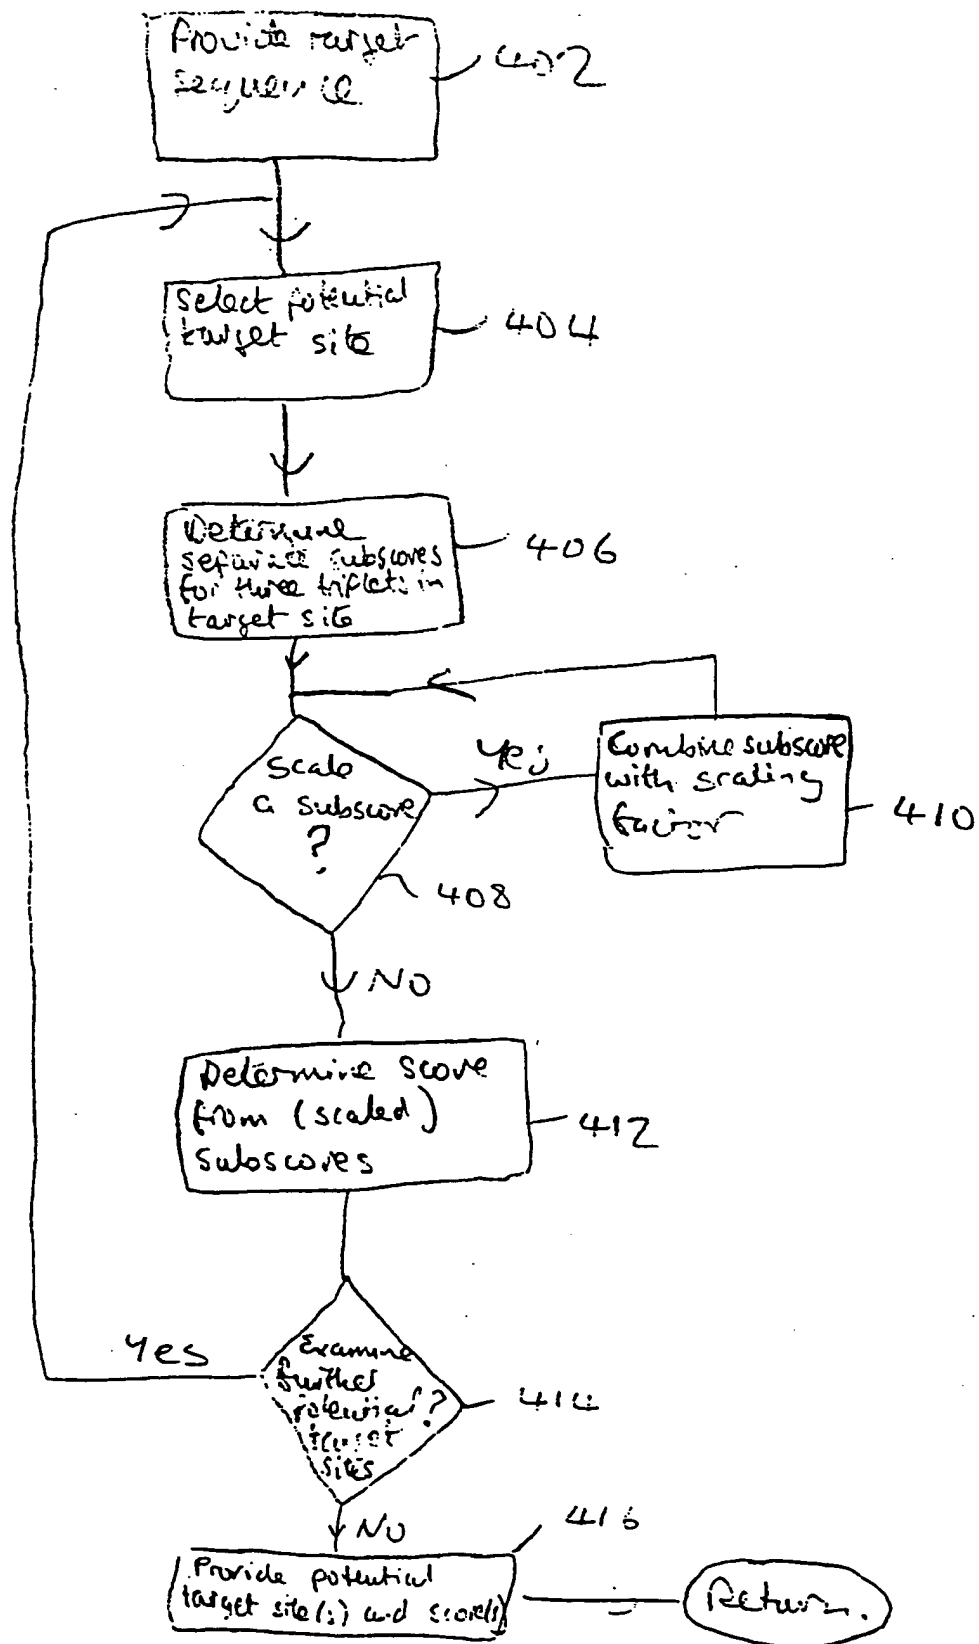 Provide target
sequence
402
Select potential
target site
404
Determine
separate subscores
for three triplets in
target site
406
Scale
a subscore
?
408
Yes
Combine subscore
with scaling
factor
410
NO
Determine score
from (scaled)
subscores
412
Examine
further
potential
target
sites
?
414
Yes
NO
416
Provide potential
target site(s) and score(s)
Return.